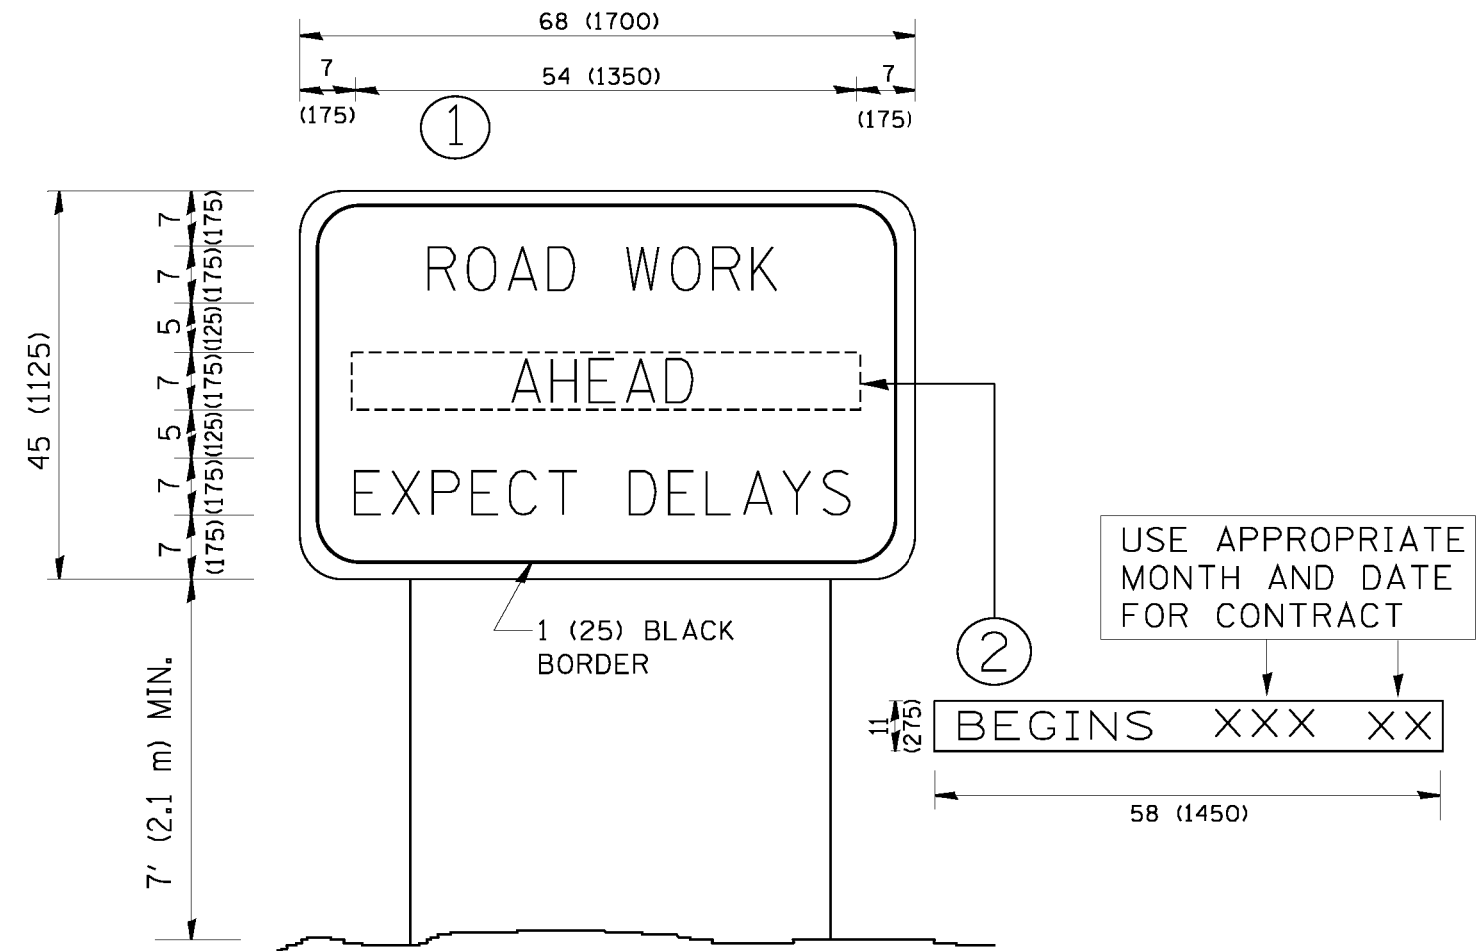 68 (1700)
7
54 (1350)
7
(175)
(175)
1
45 (1125)
7 (175)
7 (175)
5 (125)
7 (175)
5 (125)
7 (175)
7 (175)
ROAD WORK
AHEAD
EXPECT DELAYS
1 (25) BLACK
BORDER
7' (2.1 m) MIN.
USE APPROPRIATE
MONTH AND DATE
FOR CONTRACT
2
11
(275)
BEGINS XXX XX
58 (1450)